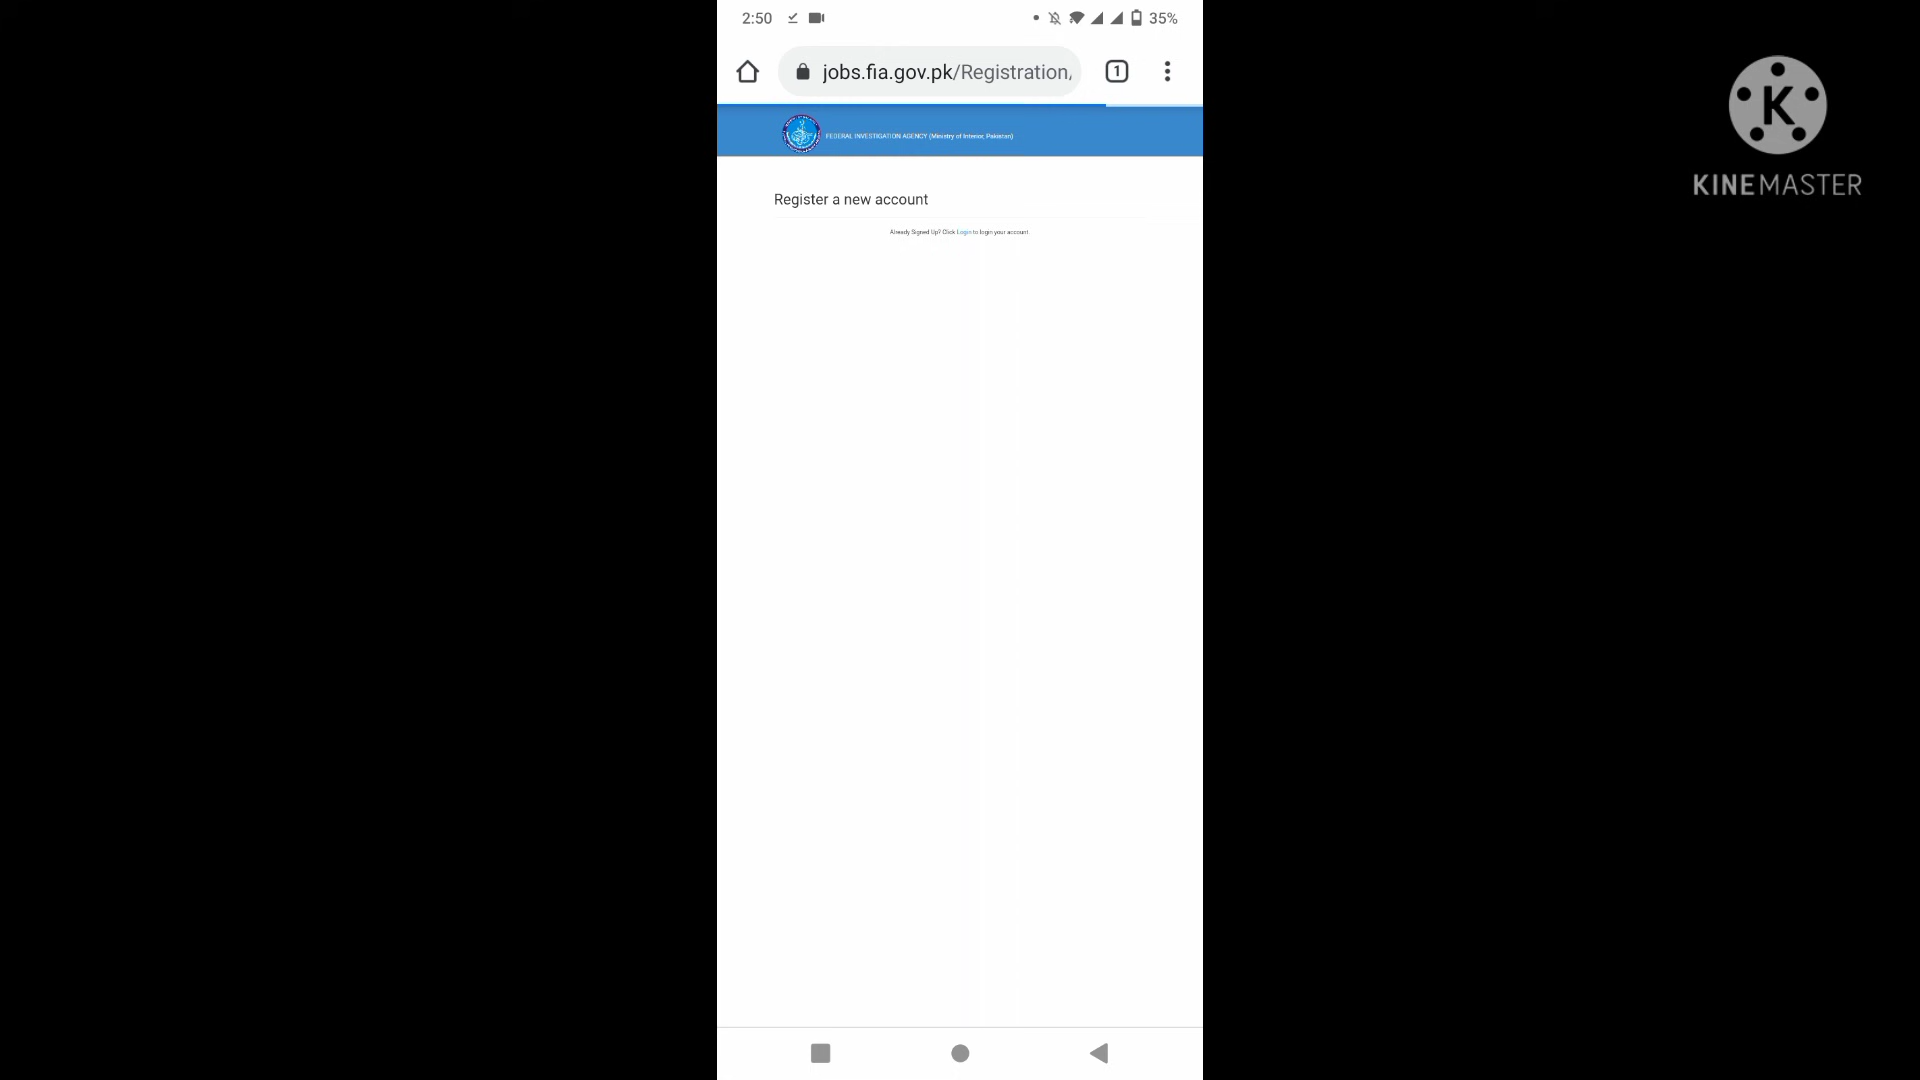 2:50
35%
jobs.fia.gov.pk/Registration/
1
FEDERAL INVESTIGATION AGENCY (Ministry of Interior, Pakistan)
Register a new account
Already Signed Up? Click Login to login your account.
K
KINEMASTER